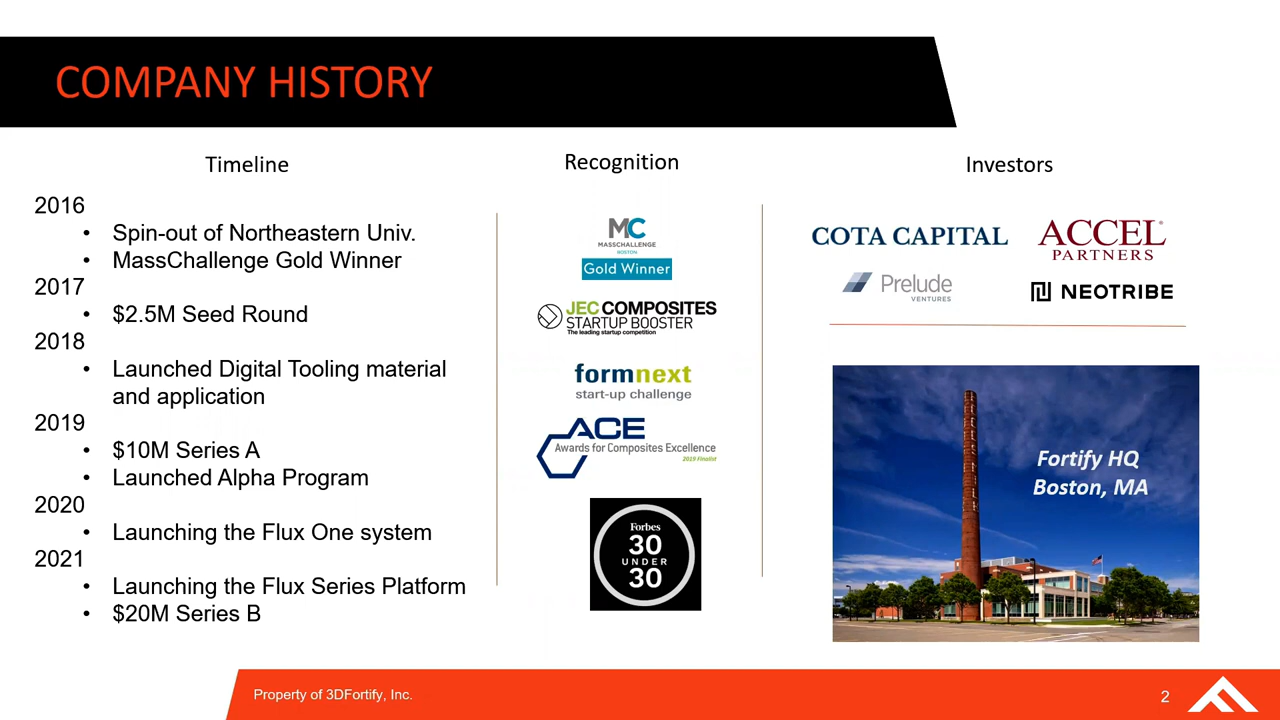 COMPANY HISTORY
Timeline
2016
• Spin-out of Northeastern Univ.
• MassChallenge Gold Winner
2017
• $2.5M Seed Round
2018
• Launched Digital Tooling material
and application
2019
• $10M Series A
• Launched Alpha Program
2020
• Launching the Flux One system
2021
• Launching the Flux Series Platform
• $20M Series B
Recognition
MC
MASSCHALLENGE
BOSTON
Gold Winner
JEC COMPOSITES
STARTUP BOOSTER
The leading startup competition
formnext
start-up challenge
ACE
Awards for Composites Excellence
2019 Finalist
Forbes
30
UNDER
30
Investors
COTA CAPITAL
ACCEL®
PARTNERS
Prelude
VENTURES
NEOTRIBE
Fortify HQ
Boston, MA
Property of 3DFortify, Inc.
2